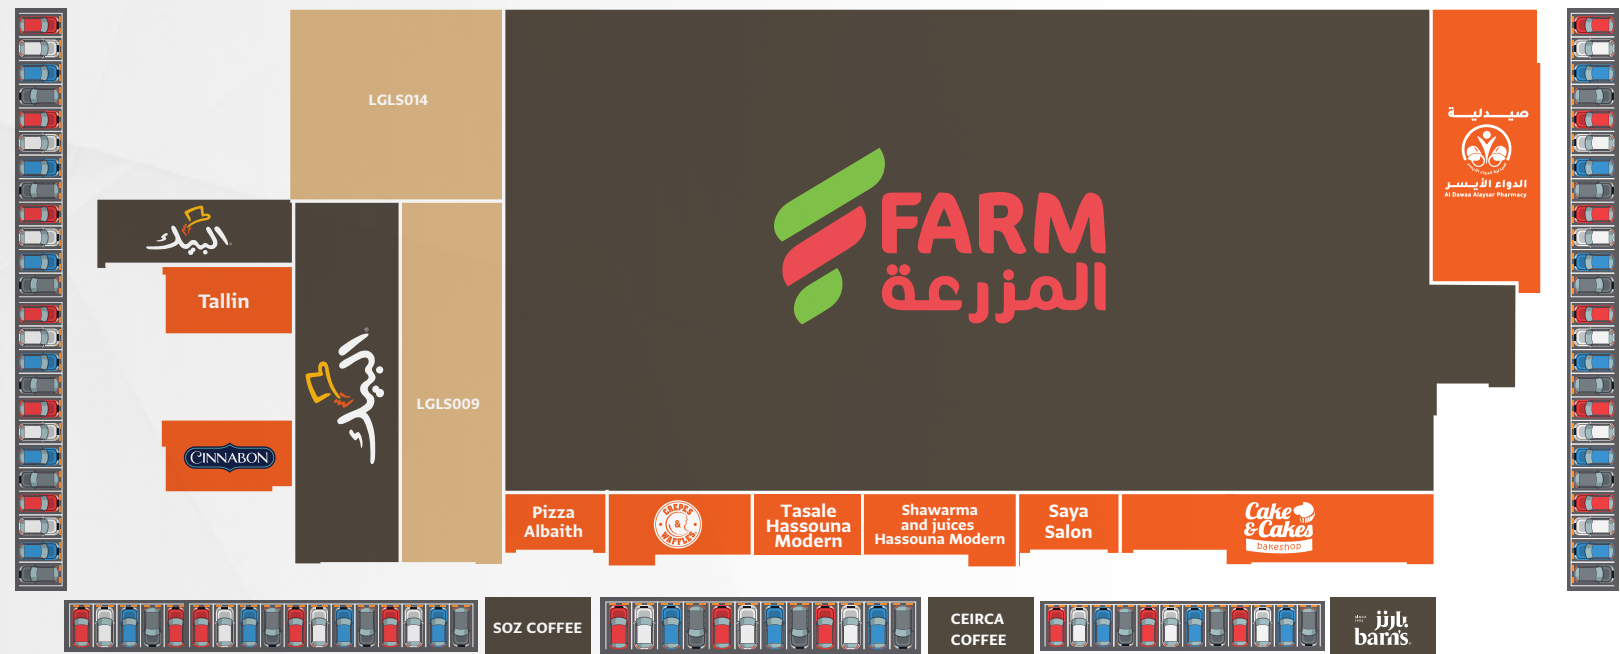 LGLS014
صيدلية
الدواء الأيسر
Al Dawaa Alaysar Pharmacy
البيك
FARM
المزرعة
Tallin
البيك
LGLS009
CINNABON
Pizza
Albaith
CREPES
&
WAFFLES
Tasale
Hassouna
Modern
Shawarma
and juices
Hassouna Modern
Saya
Salon
Cake
&Cakes
bakeshop
SOZ COFFEE
CEIRCA
COFFEE
بارنز
barn's